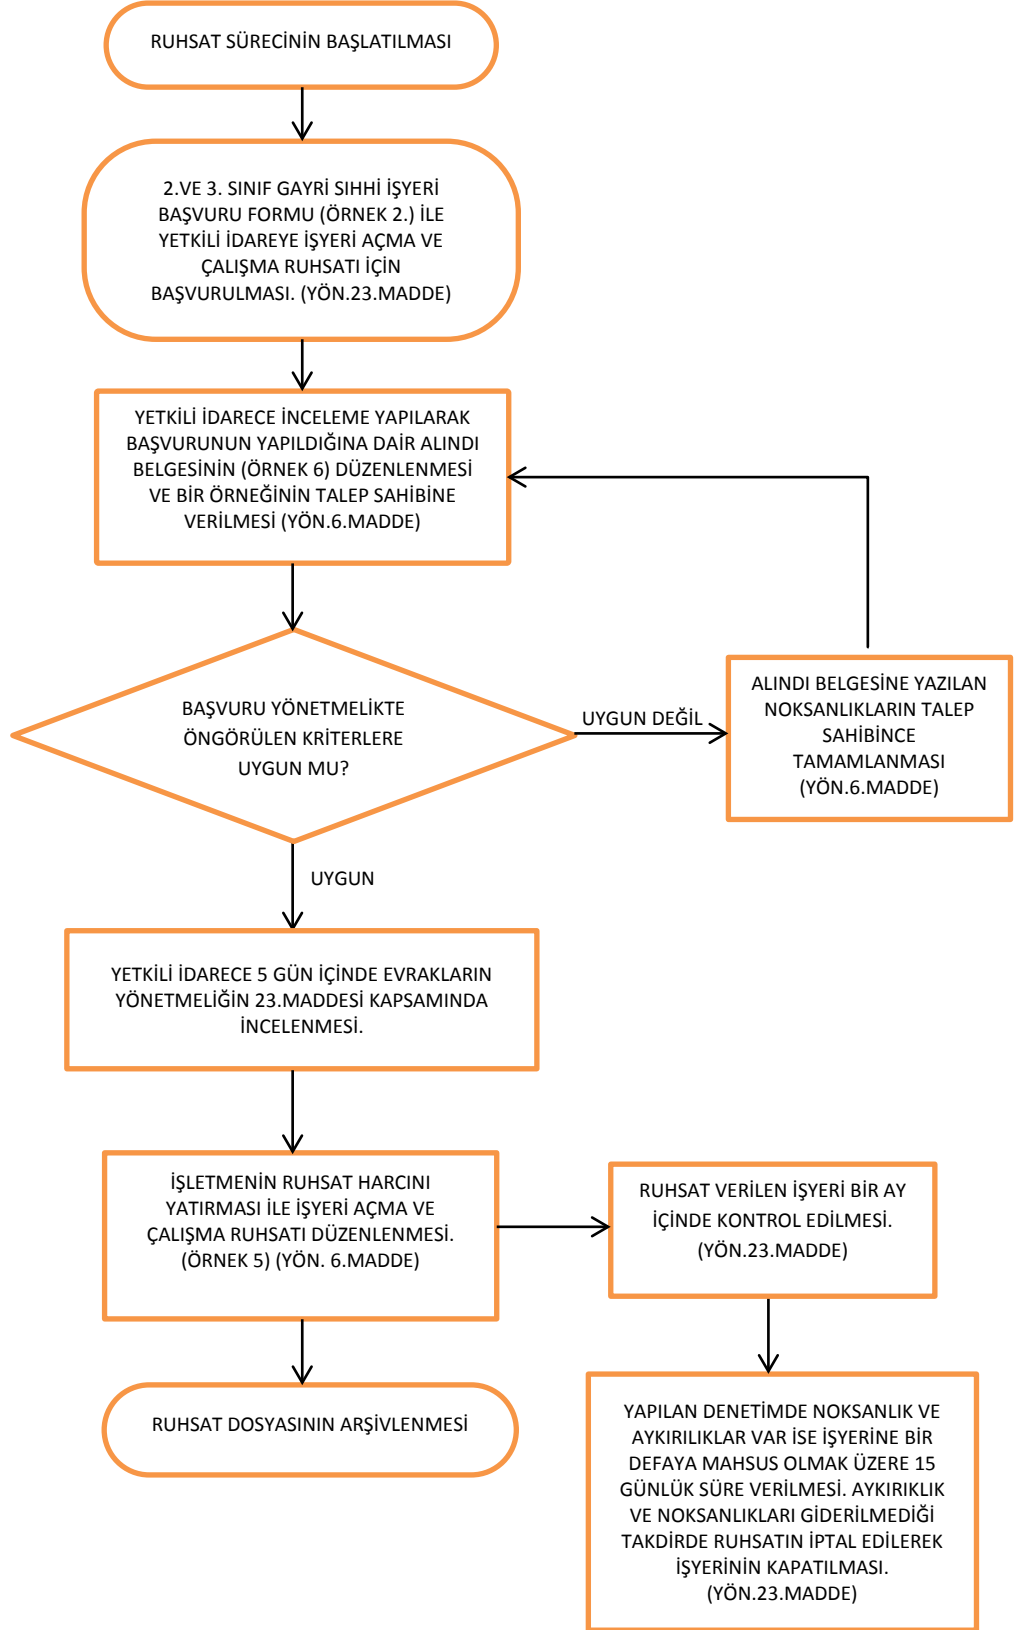 RUHSAT SÜRECİNİN BAŞLATILMASI
2.VE 3. SINIF GAYRİ SIHHİ İŞYERİ
BAŞVURU FORMU (ÖRNEK 2.) İLE
YETKİLİ İDAREYE İŞYERİ AÇMA VE
ÇALIŞMA RUHSATI İÇİN
BAŞVURULMASI. (YÖN.23.MADDE)
YETKİLİ İDARECE İNCELEME YAPILARAK
BAŞVURUNUN YAPILDIĞINA DAİR ALINDI
BELGESİNİN (ÖRNEK 6) DÜZENLENMESİ
VE BİR ÖRNEĞİNİN TALEP SAHİBİNE
VERİLMESİ (YÖN.6.MADDE)
BAŞVURU YÖNETMELİKTE
ÖNGÖRÜLEN KRİTERLERE
UYGUN MU?
UYGUN DEĞİL
ALINDI BELGESİNE YAZILAN
NOKSANLIKLARIN TALEP
SAHİBİNCE
TAMAMLANMASI
(YÖN.6.MADDE)
UYGUN
YETKİLİ İDARECE 5 GÜN İÇİNDE EVRAKLARIN
YÖNETMELİĞİN 23.MADDESİ KAPSAMINDA
İNCELENMESİ.
İŞLETMENİN RUHSAT HARCINI
YATIRMASI İLE İŞYERİ AÇMA VE
ÇALIŞMA RUHSATI DÜZENLENMESİ.
(ÖRNEK 5) (YÖN. 6.MADDE)
RUHSAT VERİLEN İŞYERİ BİR AY
İÇİNDE KONTROL EDİLMESİ.
(YÖN.23.MADDE)
RUHSAT DOSYASININ ARŞİVLENMESİ
YAPILAN DENETİMDE NOKSANLIK VE
AYKIRILIKLAR VAR İSE İŞYERİNE BİR
DEFAYA MAHSUS OLMAK ÜZERE 15
GÜNLÜK SÜRE VERİLMESİ. AYKIRIKLIK
VE NOKSANLIKLARI GİDERİLMEDİĞİ
TAKDİRDE RUHSATIN İPTAL EDİLEREK
İŞYERİNİN KAPATILMASI.
(YÖN.23.MADDE)